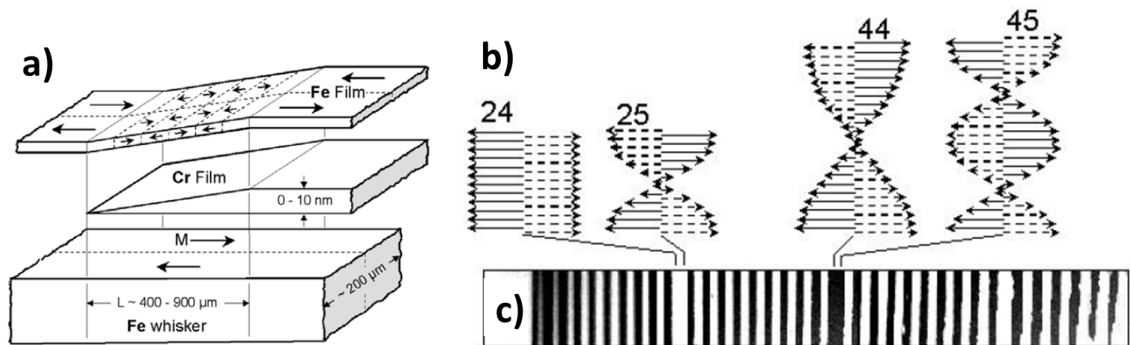 a)
Fe Film
Cr Film
0 - 10 nm
M
~ 200 µm
L ~ 400 - 900 µm
Fe whisker
b)
24
25
44
45
c)